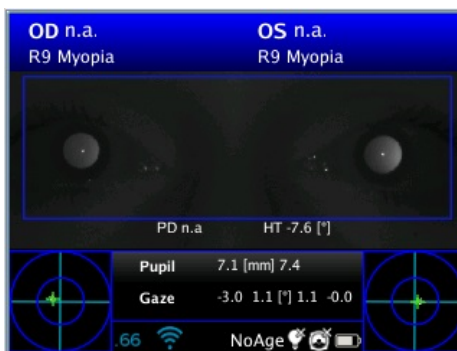 OD n.a. OS n.a.
R9 Myopia R9 Myopia
PD n.a HT -7.6 [°]
Pupil 7.1 [mm] 7.4
Gaze -3.0 1.1 [°] 1.1 -0.0
.66 NoAge